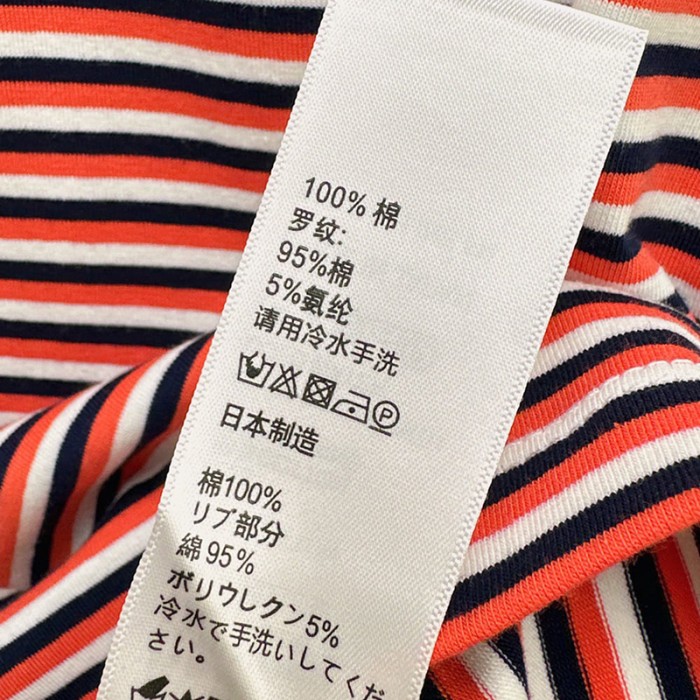 100% 棉
罗纹:
95%棉
5%氨纶
请用冷水手洗
P
日本制造
棉100%
リブ部分
綿 95%
ポリウレクン5%
冷水で手洗いしてくだ
さい。